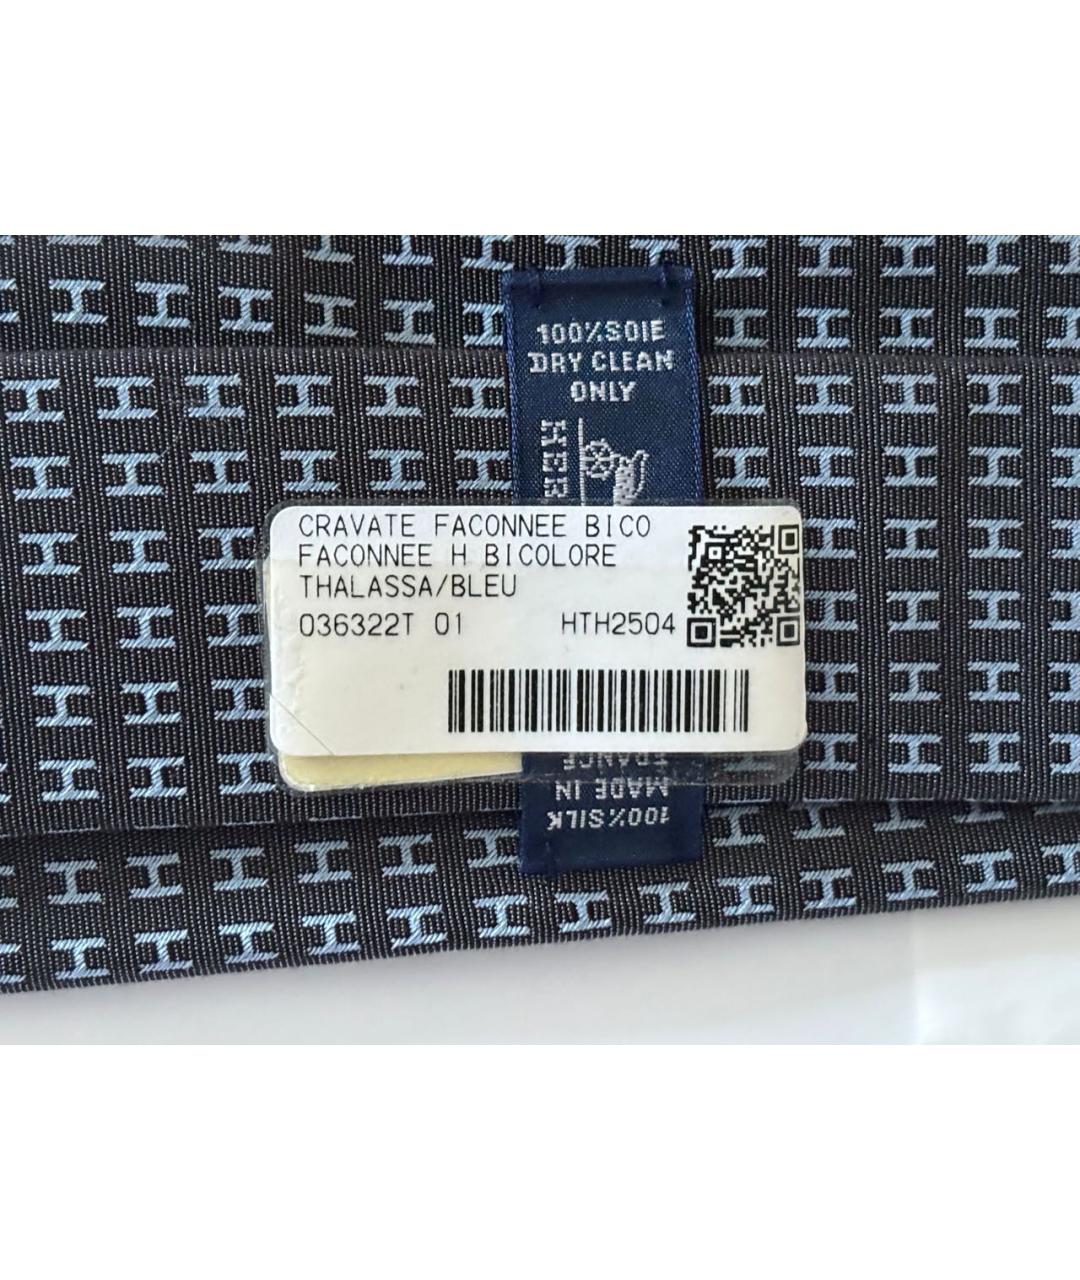 100%SOIE
DRY CLEAN
ONLY
CRAVATE FACONNEE BICO
FACONNEE H BICOLORE
THALASSA/BLEU
036322T 01 HTH2504
100%SILK
MADE IN
FRANCE